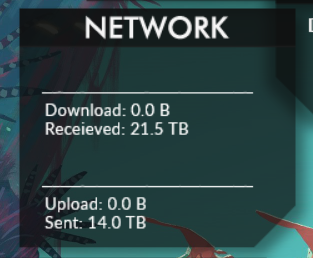 NETWORK
Download: 0.0 B
Receieved: 21.5 TB
Upload: 0.0 B
Sent: 14.0 TB